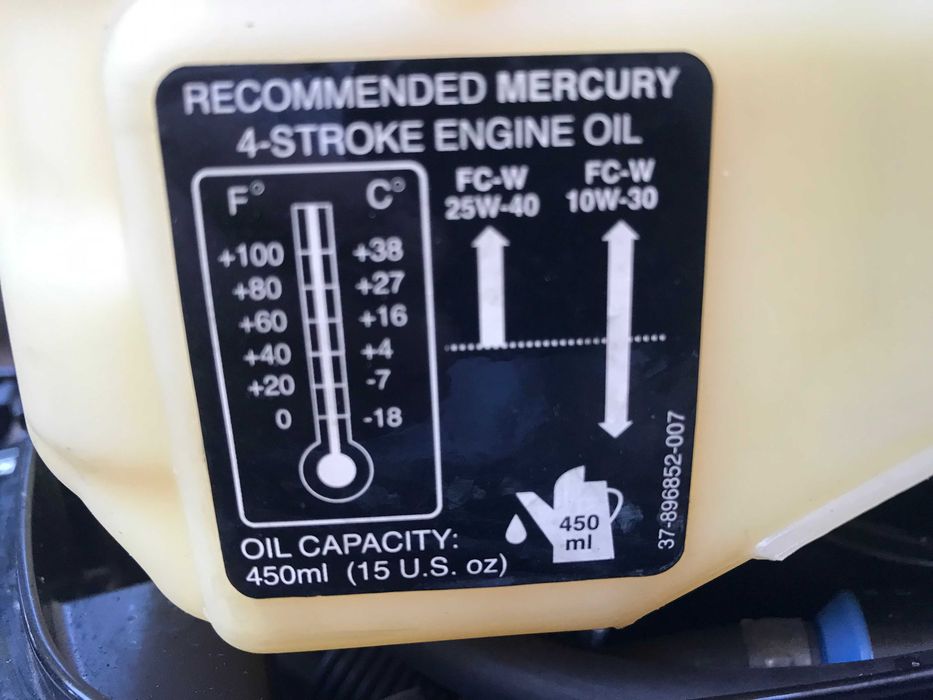 RECOMMENDED MERCURY
4-STROKE ENGINE OIL
F° C°
+100 +38
+80 +27
+60 +16
+40 +4
+20 -7
0 -18
FC-W
25W-40
FC-W
10W-30
450
ml
OIL CAPACITY:
450ml (15 U.S. oz)
37-896852-007